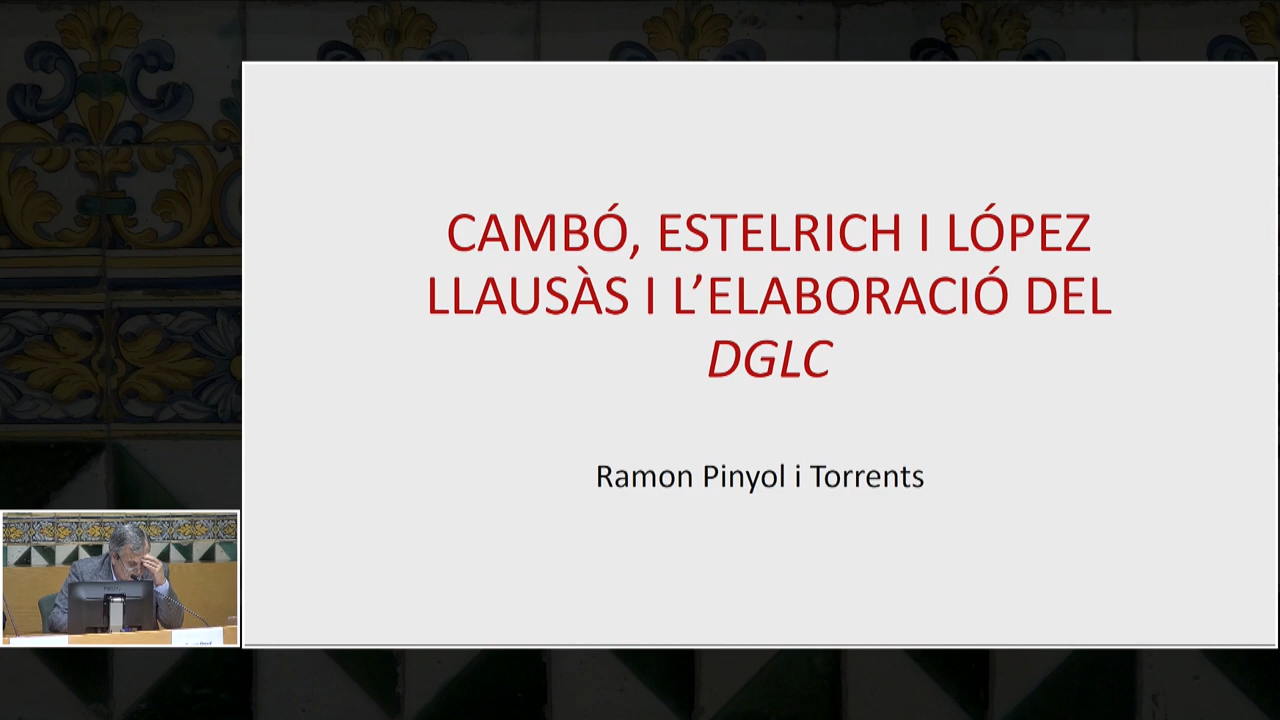 CAMBÓ, ESTELRICH I LÓPEZ
LLAUSÀS I L’ELABORACIÓ DEL
DGLC
Ramon Pinyol i Torrents